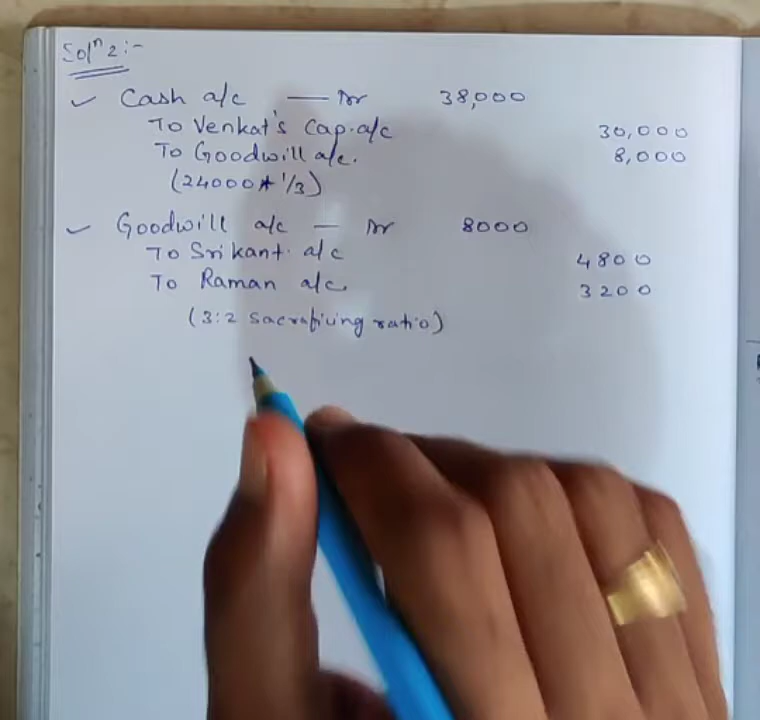 Solⁿ 2:-
Cash a/c — Dr 38,000
To Venkat's Cap. a/c 30,000
To Goodwill a/c. 8,000
(24000 * 1/3)
Goodwill a/c — Dr 8000
To Srikant. a/c 4800
To Raman a/c. 3200
(3:2 sacrafiving ratio)